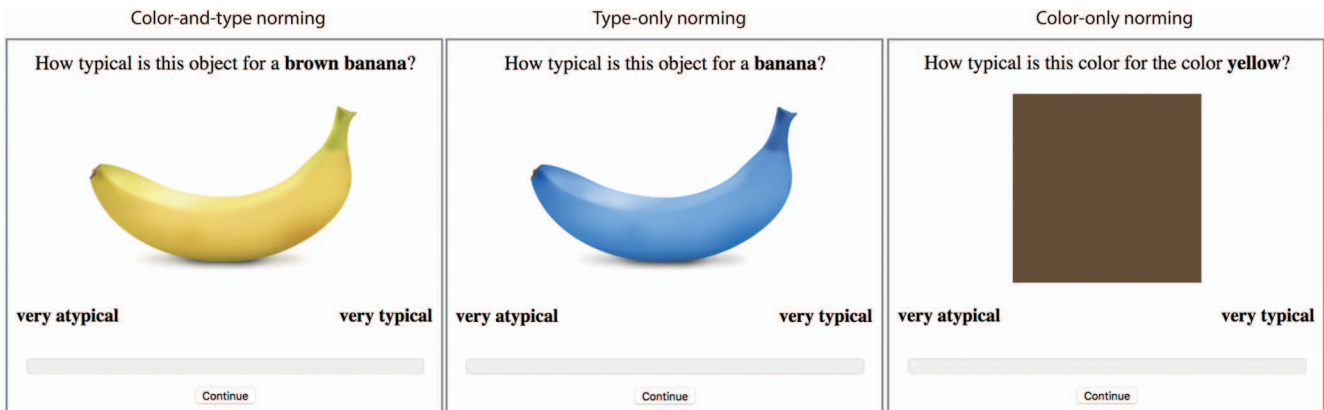 Color-and-type norming
How typical is this object for a brown banana?
very atypical very typical
Continue
Type-only norming
How typical is this object for a banana?
very atypical very typical
Continue
Color-only norming
How typical is this color for the color yellow?
very atypical very typical
Continue